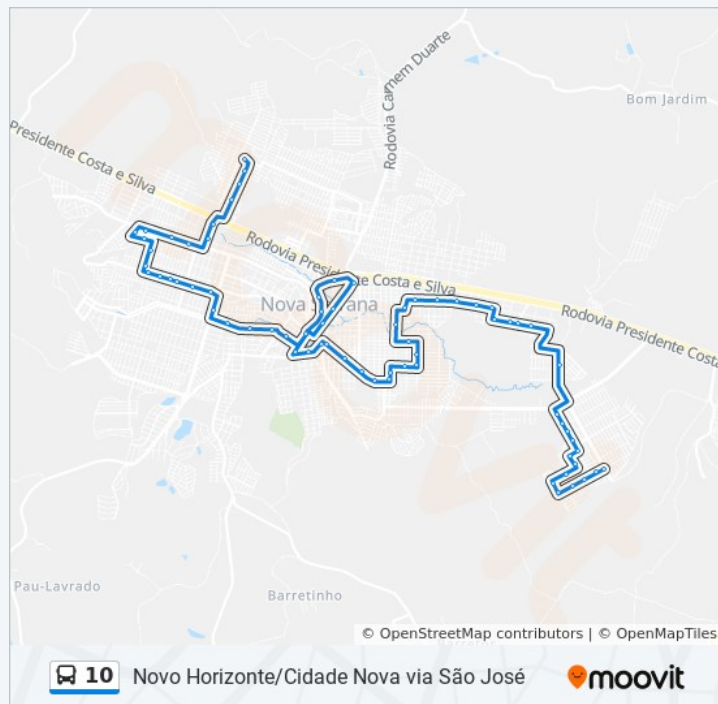 Rodovia Carmem Duarte
Bom Jardim
Presidente Costa e Silva
Rodovia Presidente Costa e Silva
Rodovia Presidente Costa
Pau-Lavrado
Barretinho
© OpenStreetMap contributors | © OpenMapTiles
10 Novo Horizonte/Cidade Nova via São José
moovit